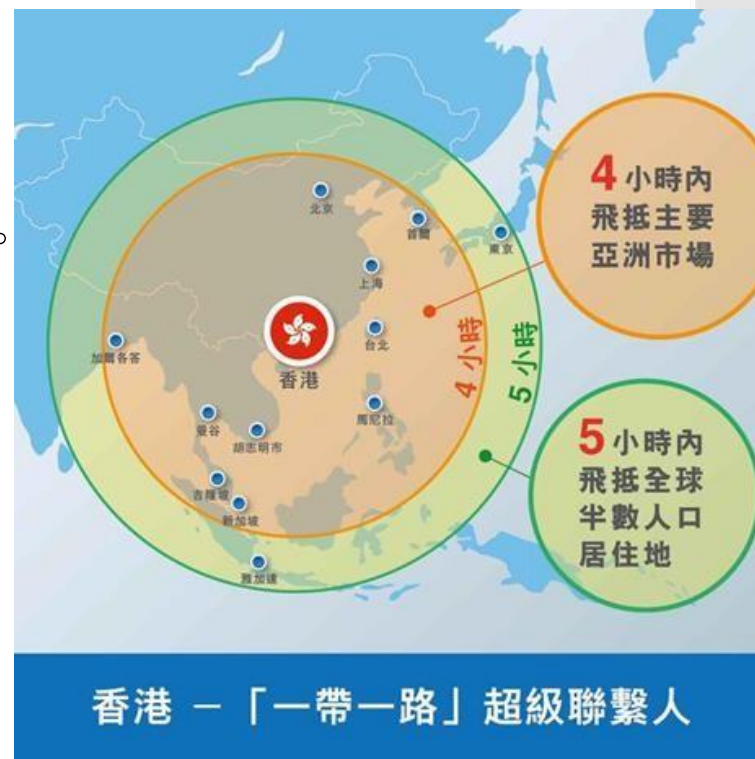 。
北京
首爾
東京
上海
台北
加爾各答
香港
4 小時
5 小時
曼谷
胡志明市
馬尼拉
吉隆坡
新加坡
雅加達
4 小時內
飛抵主要
亞洲市場
5 小時內
飛抵全球
半數人口
居住地
香港 － 「一帶一路」超級聯繫人